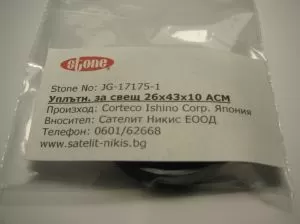 stone
Stone No: JG-17175-1
Уплътн. за свещ 26x43x10 ACM
Произход: Corteco Ishino Corp. Япония
Вносител: Сателит Никис ЕООД
Телефон: 0601/62668
www.satelit-nikis.bg